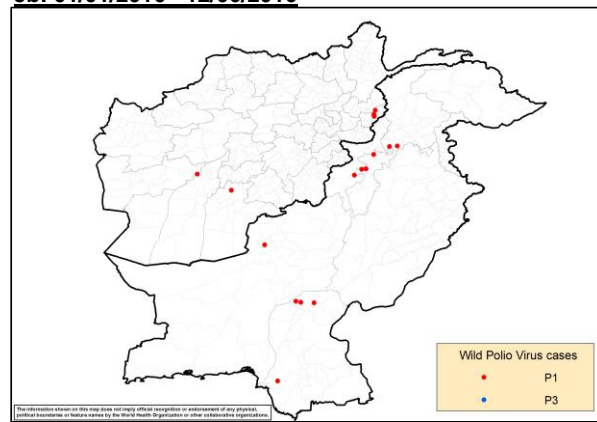 Wild Polio Virus cases
P1
P3
The information shown on this map does not imply official recognition or endorsement of any physical,
political boundaries or feature names by the World Health Organization or other collaborative organizations.